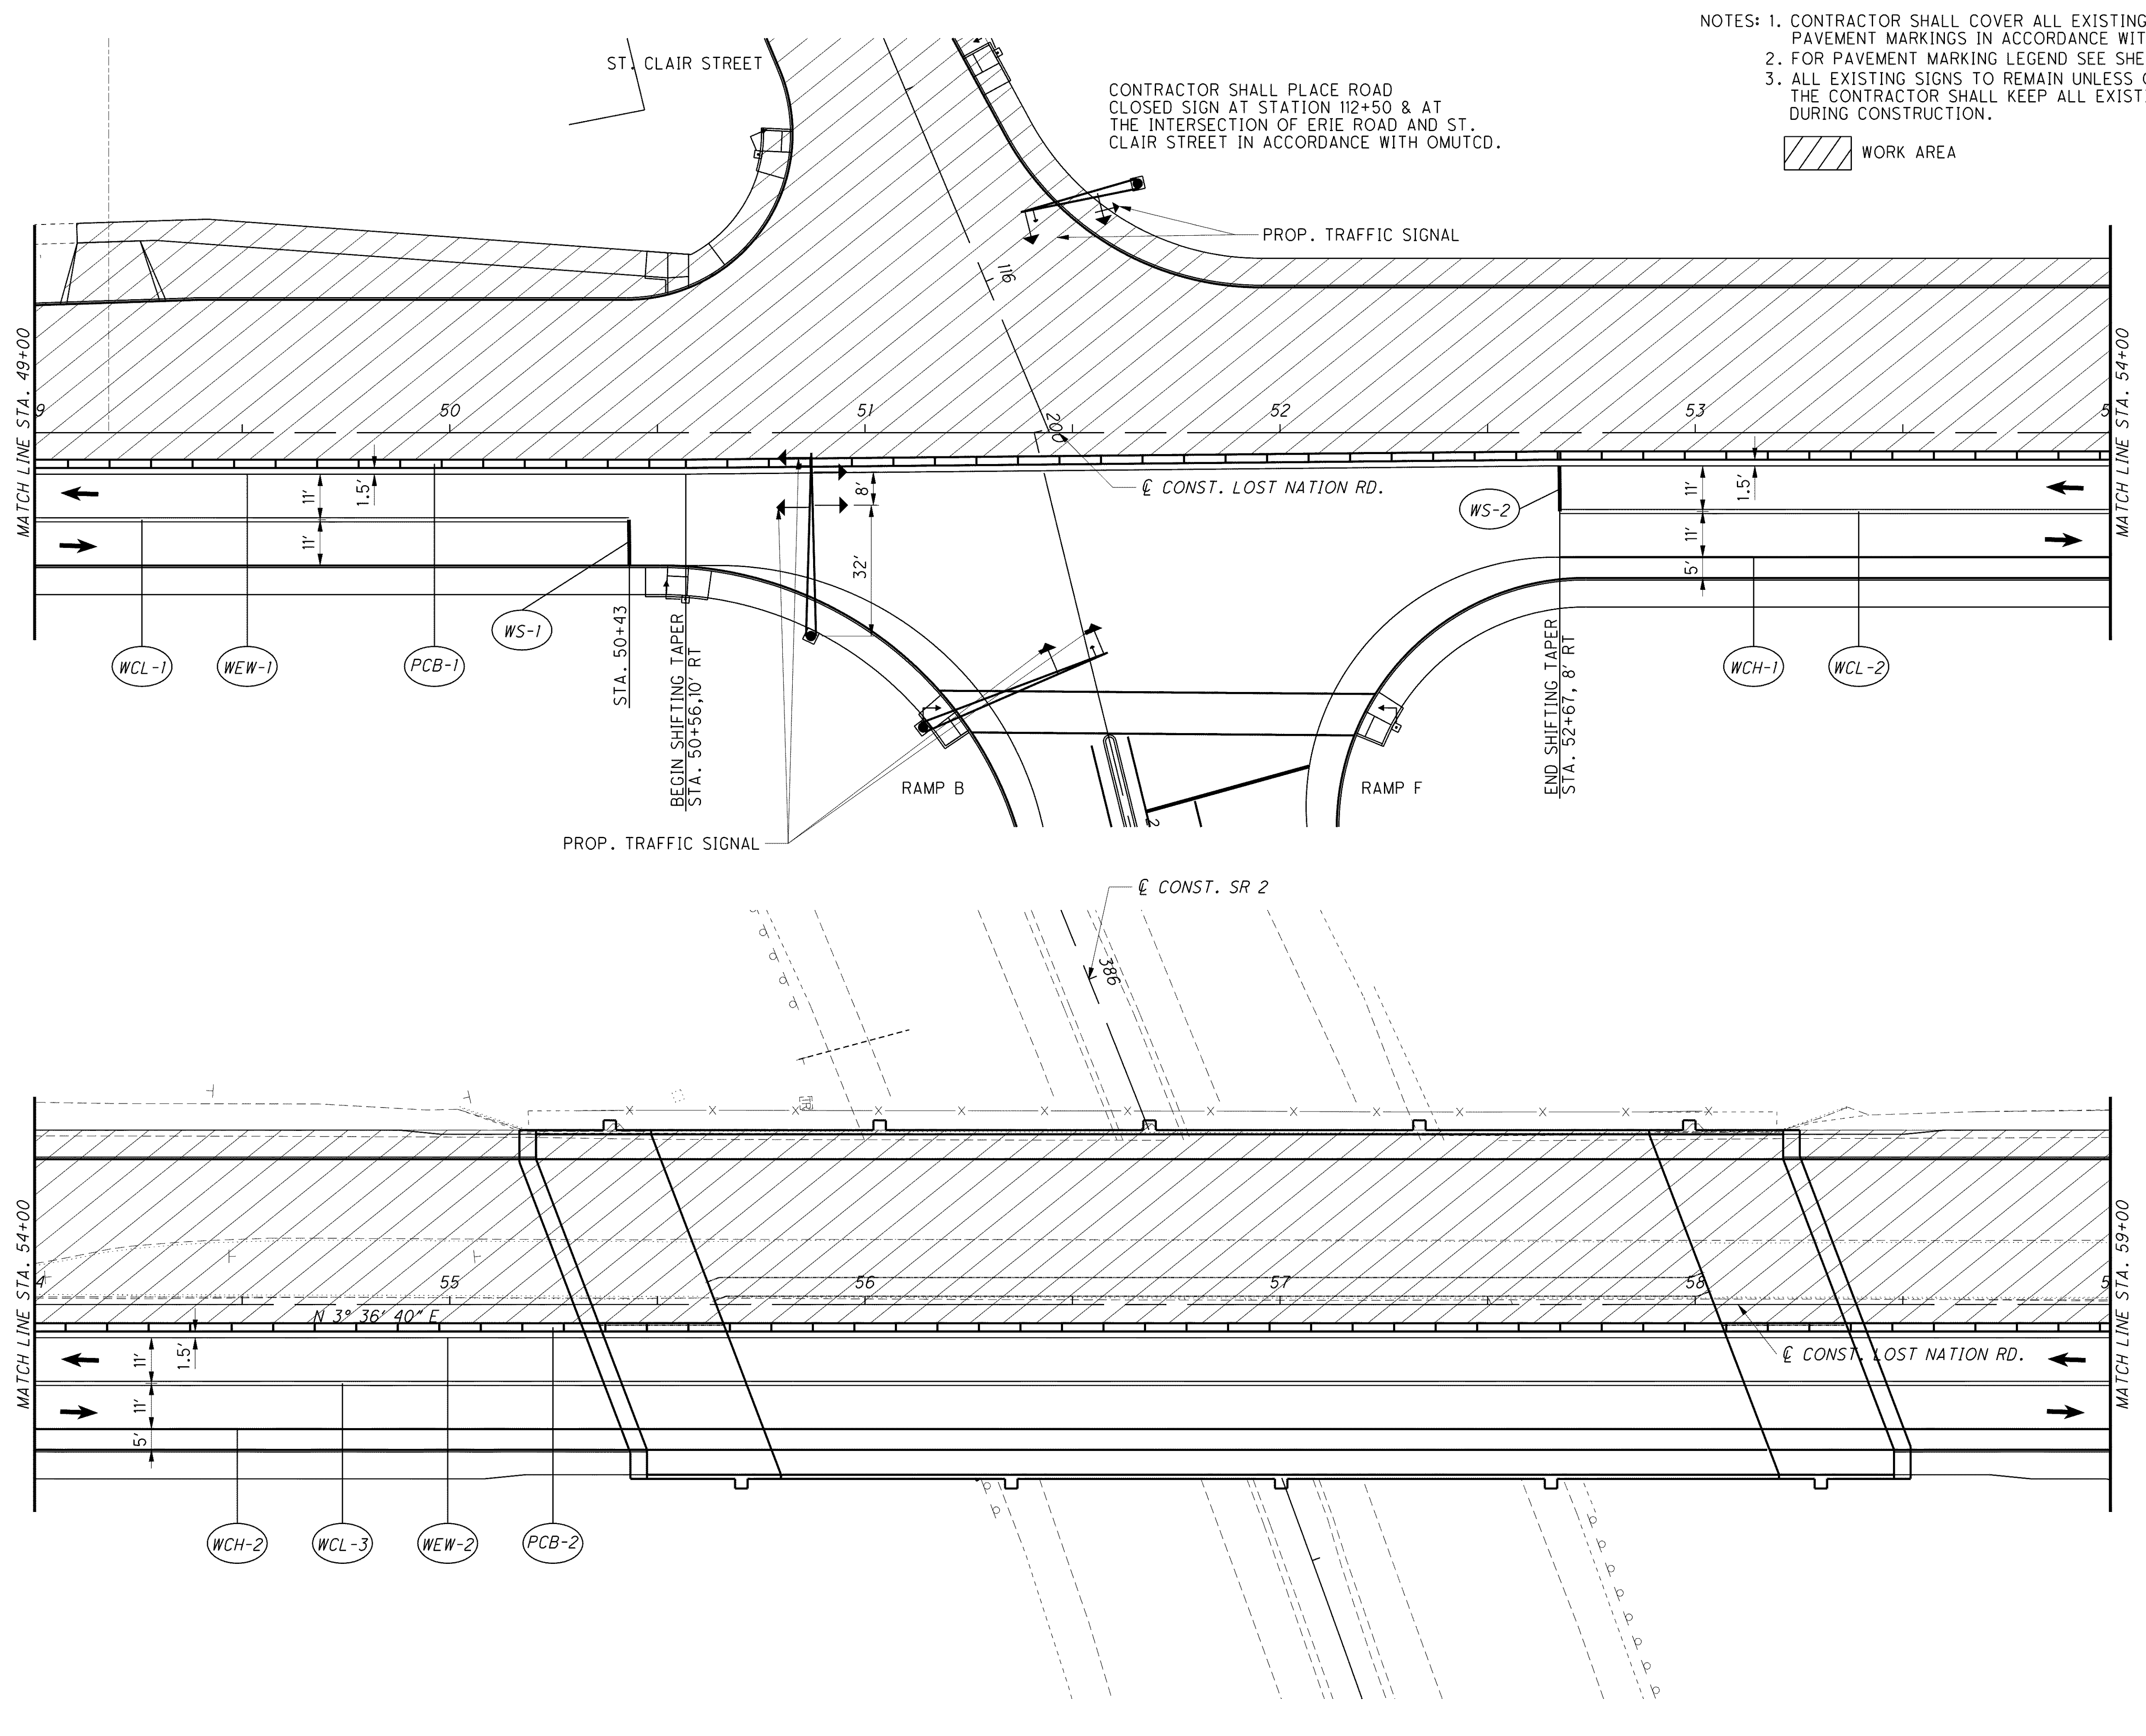 NOTES: 1. CONTRACTOR SHALL COVER ALL EXISTING
PAVEMENT MARKINGS IN ACCORDANCE WIT
2. FOR PAVEMENT MARKING LEGEND SEE SHE
3. ALL EXISTING SIGNS TO REMAIN UNLESS
THE CONTRACTOR SHALL KEEP ALL EXIST
DURING CONSTRUCTION.
WORK AREA
ST. CLAIR STREET
CONTRACTOR SHALL PLACE ROAD
CLOSED SIGN AT STATION 112+50 & AT
THE INTERSECTION OF ERIE ROAD AND ST.
CLAIR STREET IN ACCORDANCE WITH OMUTCD.
PROP. TRAFFIC SIGNAL
116
MATCH LINE STA. 49+00
9
50
51
200
52
53
5
MATCH LINE STA. 54+00
℄ CONST. LOST NATION RD.
11'
11'
1.5'
8'
32'
WS-2
11'
11'
5'
1.5'
WCL-1
WEW-1
PCB-1
WS-1
STA. 50+43
BEGIN SHIFTING TAPER
STA. 50+56,10' RT
END SHIFTING TAPER
STA. 52+67, 8' RT
WCH-1
WCL-2
RAMP B
RAMP F
2
PROP. TRAFFIC SIGNAL
℄ CONST. SR 2
386
TR
MATCH LINE STA. 54+00
4
55
56
57
58
5
MATCH LINE STA. 59+00
N 3° 36' 40" E
11'
11'
5'
1.5'
℄ CONST. LOST NATION RD.
WCH-2
WCL-3
WEW-2
PCB-2